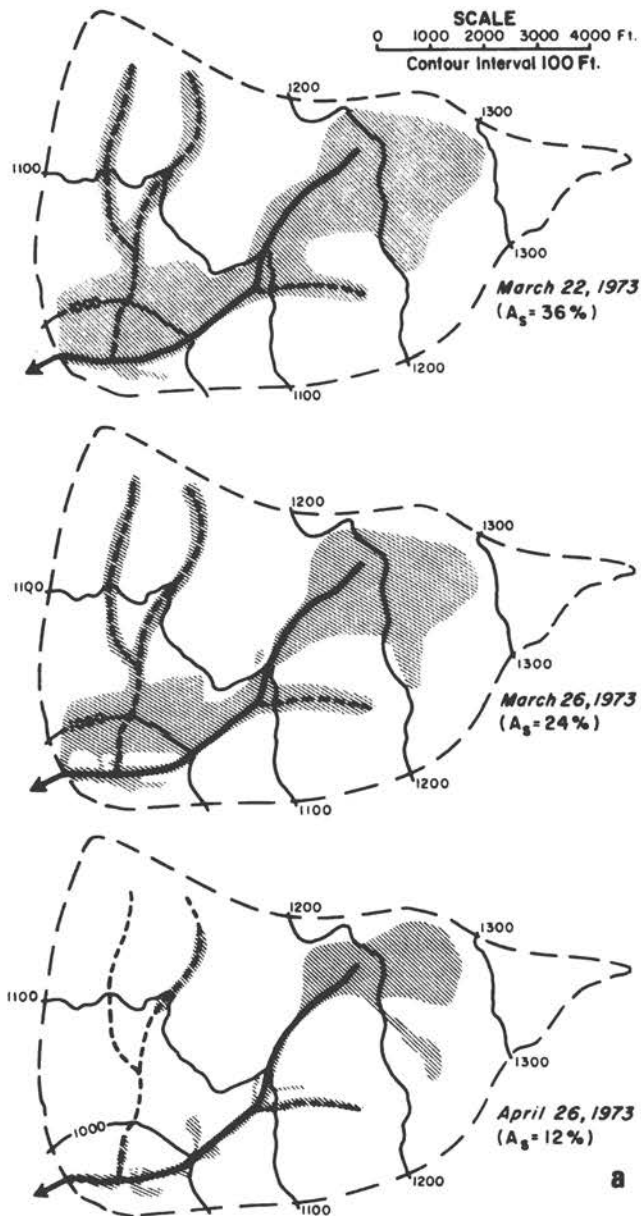 SCALE
0 1000 2000 3000 4000 Ft.
Contour Interval 100 Ft.
1200
1300
1100
1300
March 22, 1973
(As = 36%)
1000
1200
1100
1200
1300
1100
1300
March 26, 1973
(As = 24%)
1000
1200
1100
1200
1300
1100
1300
April 26, 1973
(As = 12%)
1000
1200
a
1100